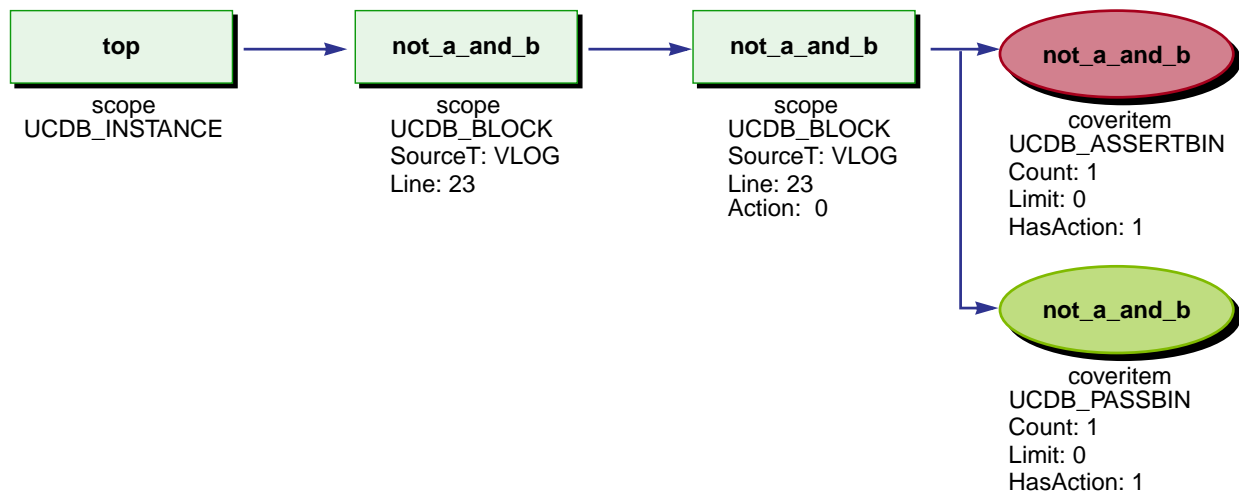 top
scope
UCDB_INSTANCE
not_a_and_b
scope
UCDB_BLOCK
SourceT: VLOG
Line: 23
not_a_and_b
scope
UCDB_BLOCK
SourceT: VLOG
Line: 23
Action: 0
not_a_and_b
coveritem
UCDB_ASSERTBIN
Count: 1
Limit: 0
HasAction: 1
not_a_and_b
coveritem
UCDB_PASSBIN
Count: 1
Limit: 0
HasAction: 1